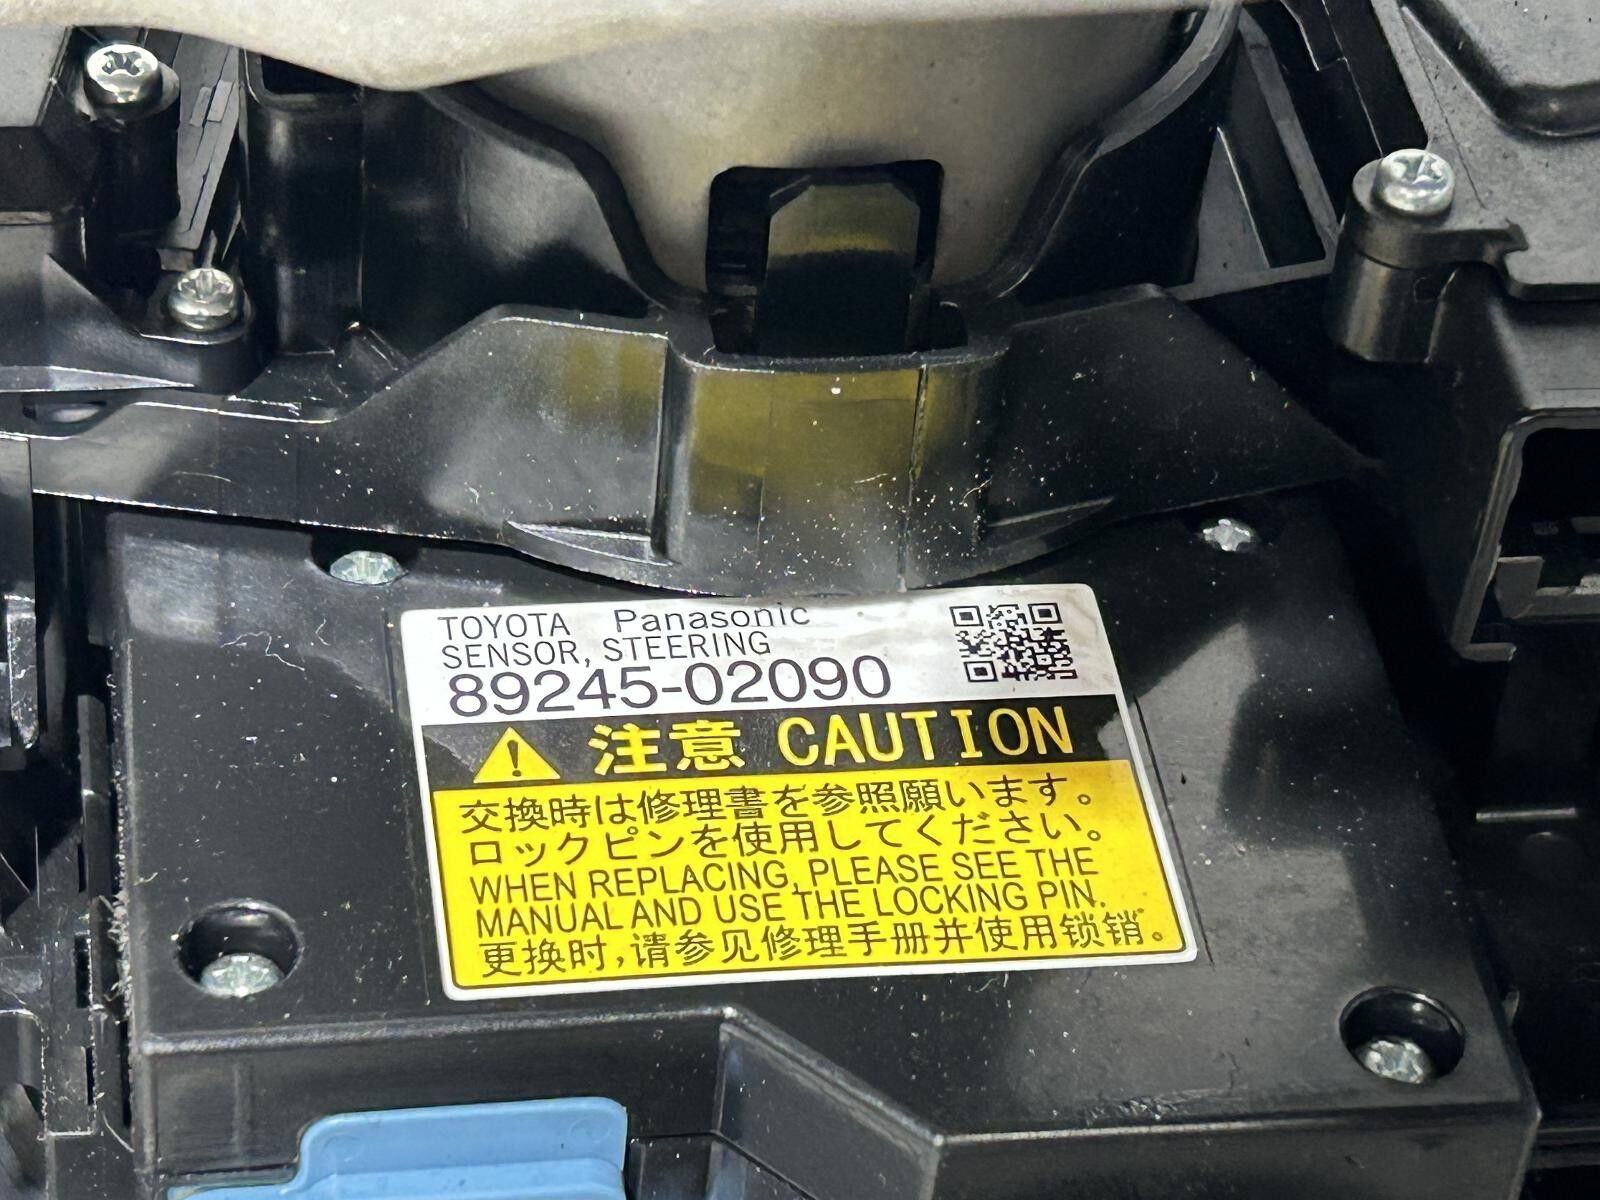 TOYOTA Panasonic
SENSOR, STEERING
89245-02090
注意 CAUTION
交換時は修理書を参照願います。
ロックピンを使用してください。
WHEN REPLACING, PLEASE SEE THE
MANUAL AND USE THE LOCKING PIN.
更换时,请参见修理手册并使用锁销。